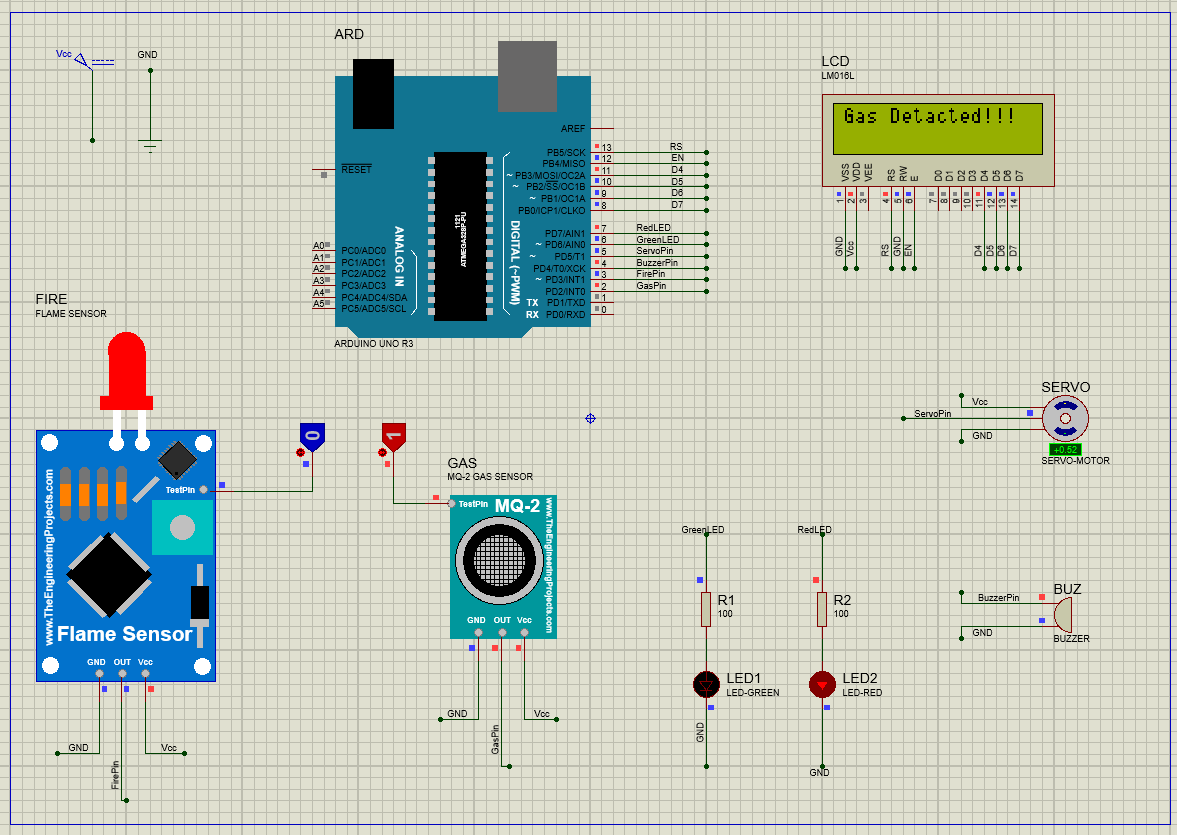 Vcc
GND
ARD
RESET
AREF
PB5/SCK 13 RS
PB4/MISO 12 EN
~ PB3/MOSI/OC2A 11 D4
~ PB2/SS/OC1B 10 D5
~ PB1/OC1A 9 D6
PB0/ICP1/CLKO 8 D7
PD7/AIN1 7 RedLED
~ PD6/AIN0 6 GreenLED
~ PD5/T1 5 ServoPin
PD4/T0/XCK 4 BuzzerPin
~ PD3/INT1 3 FirePin
PD2/INT0 2 GasPin
TX PD1/TXD 1
RX PD0/RXD 0
A0 PC0/ADC0
A1 PC1/ADC1
A2 PC2/ADC2
A3 PC3/ADC3
A4 PC4/ADC4/SDA
A5 PC5/ADC5/SCL
ANALOG IN
1121
ATMEGA328P-PU
DIGITAL (~PWM)
ARDUINO UNO R3
LCD
LM016L
Gas Detacted!!!
VSS VDD VEE RS RW E D0 D1 D2 D3 D4 D5 D6 D7
1 2 3 4 5 6 7 8 9 10 11 12 13 14
GND Vcc RS GND EN D4 D5 D6 D7
FIRE
FLAME SENSOR
www.TheEngineeringProjects.com
TestPin
Flame Sensor
GND OUT Vcc
GND
Vcc
FirePin
0
1
GAS
MQ-2 GAS SENSOR
TestPin MQ-2
www.TheEngineeringProjects.com
GND OUT Vcc
GND
Vcc
GasPin
SERVO
Vcc
ServoPin
GND
+0.52
SERVO-MOTOR
GreenLED
R1
100
LED1
LED-GREEN
GND
RedLED
R2
100
LED2
LED-RED
GND
BUZ
BuzzerPin
GND
BUZZER